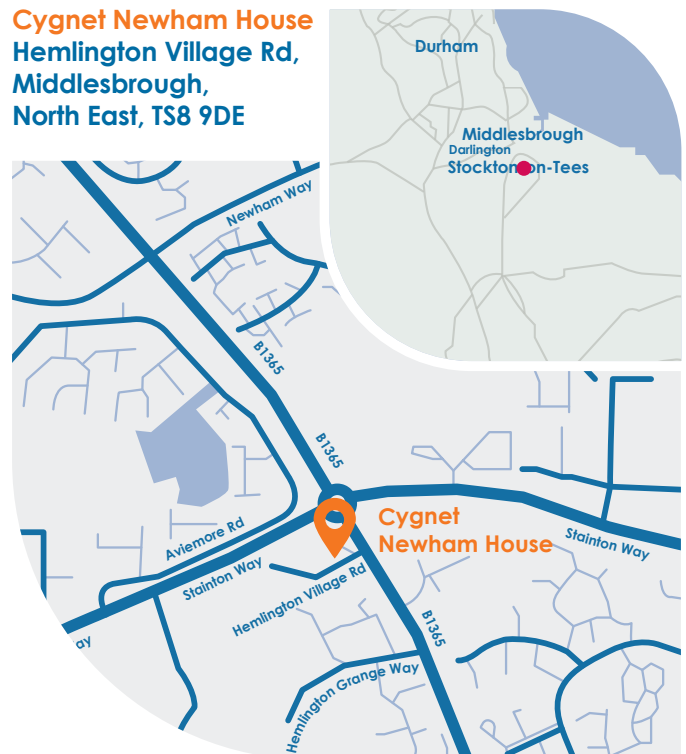 Cygnet Newham House
Hemlington Village Rd,
Middlesbrough,
North East, TS8 9DE
Durham
Middlesbrough
Darlington
Stockton-on-Tees
Newham Way
B1365
B1365
Cygnet
Newham House
Stainton Way
Aviemore Rd
Stainton Way
Hemlington Village Rd
B1365
ay
Hemlington Grange Way